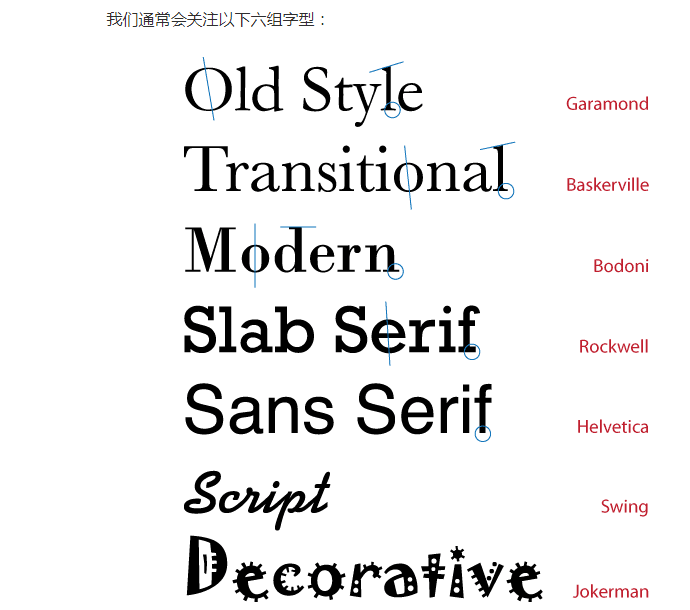 我们通常会关注以下六组字型：
Old Style Garamond
Transitional Baskerville
Modern Bodoni
Slab Serif Rockwell
Sans Serif Helvetica
Script Swing
Decorative Jokerman